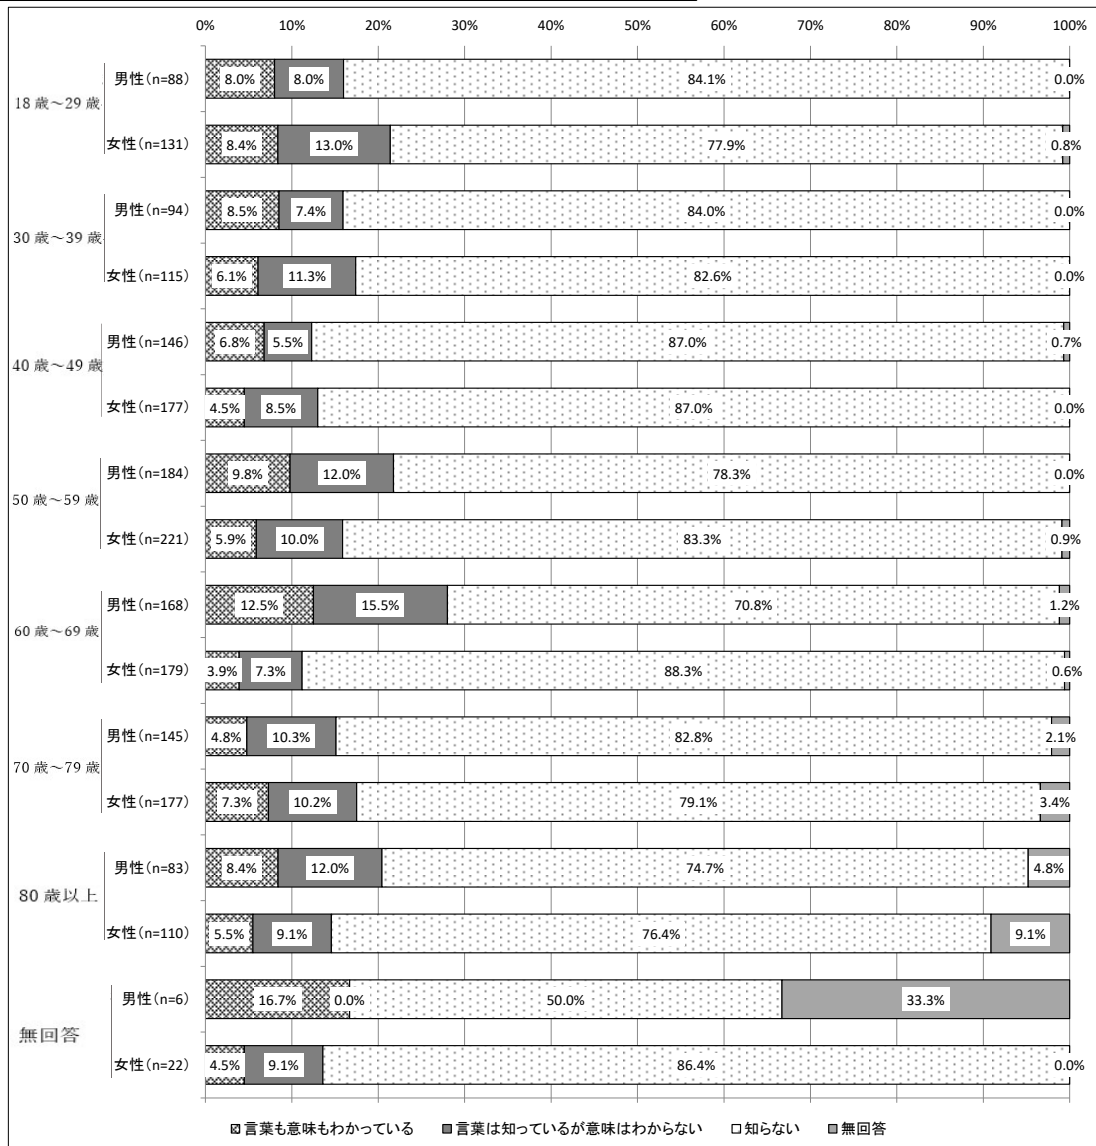 0% 10% 20% 30% 40% 50% 60% 70% 80% 90% 100%
18歳～29歳
男性(n=88) 8.0% 8.0% 84.1% 0.0%
女性(n=131) 8.4% 13.0% 77.9% 0.8%
30歳～39歳
男性(n=94) 8.5% 7.4% 84.0% 0.0%
女性(n=115) 6.1% 11.3% 82.6% 0.0%
40歳～49歳
男性(n=146) 6.8% 5.5% 87.0% 0.7%
女性(n=177) 4.5% 8.5% 87.0% 0.0%
50歳～59歳
男性(n=184) 9.8% 12.0% 78.3% 0.0%
女性(n=221) 5.9% 10.0% 83.3% 0.9%
60歳～69歳
男性(n=168) 12.5% 15.5% 70.8% 1.2%
女性(n=179) 3.9% 7.3% 88.3% 0.6%
70歳～79歳
男性(n=145) 4.8% 10.3% 82.8% 2.1%
女性(n=177) 7.3% 10.2% 79.1% 3.4%
80歳以上
男性(n=83) 8.4% 12.0% 74.7% 4.8%
女性(n=110) 5.5% 9.1% 76.4% 9.1%
無回答
男性(n=6) 16.7% 0.0% 50.0% 33.3%
女性(n=22) 4.5% 9.1% 86.4% 0.0%
0% 10% 20% 30% 40% 50% 60% 70% 80% 90% 100%
言葉も意味もわかっている 言葉は知っているが意味はわからない 知らない 無回答